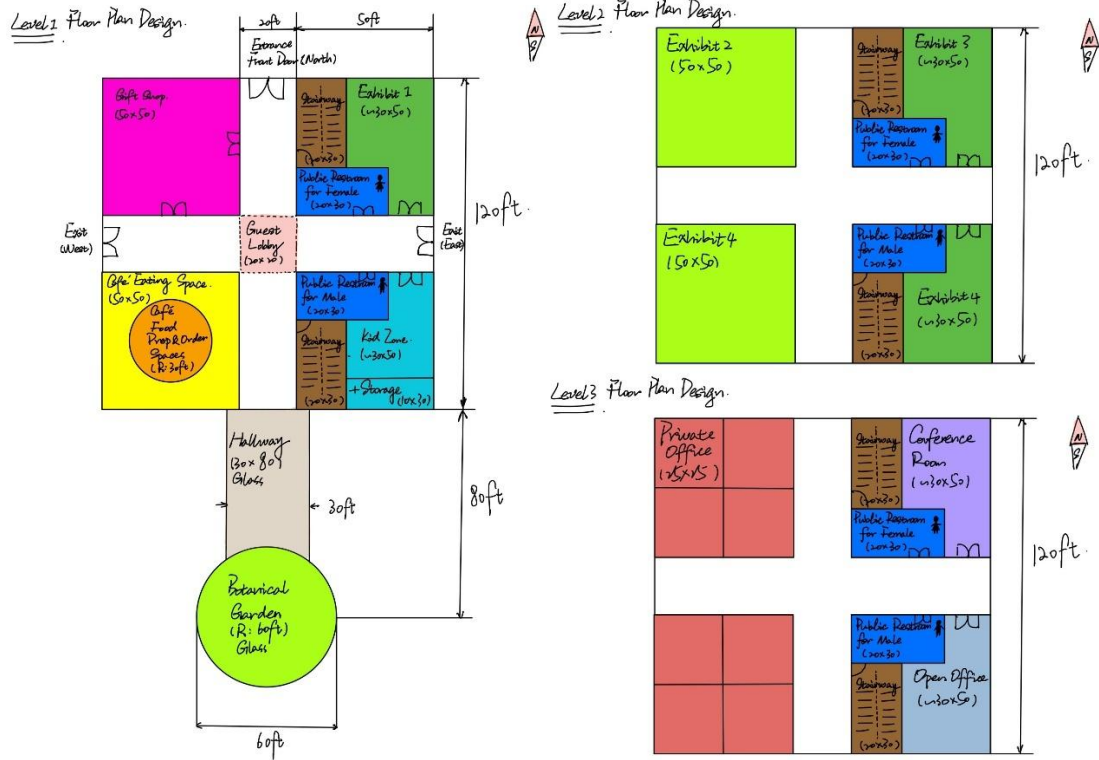 Level 1 Floor Plan Design.
20ft
50ft
Entrance
Front Door (North)
N
S
Gift Shop.
(50x50)
Stairway
(20x30)
Exhibit 1
(~30x50)
Public Restroom
for Female
(20x30)
120ft.
Exit
(West)
Guest
Lobby
(20x20)
Exit
(East)
Café Eating Space.
(50x50)
Café
Food
Prep & Order
Spaces
(R: 30ft)
Public Restroom
for Male
(20x30)
Stairway
(20x30)
Kid Zone.
(~30x50)
+ Storage
(10x30)
Hallway
(30x80)
Glass
30ft
80ft
Botanical
Garden
(R: 60ft)
Glass
60ft
Level 2 Floor Plan Design.
N
S
Exhibit 2
(50x50)
Stairway
(20x30)
Exhibit 3
(~30x50)
Public Restroom
for Female
(20x30)
120ft.
Exhibit 4
(50x50)
Public Restroom
for Male
(20x30)
Stairway
(20x30)
Exhibit 4
(~30x50)
Level 3 Floor Plan Design.
N
S
Private
Office
(25x25)
Stairway
(20x30)
Conference
Room
(~30x50)
Public Restroom
for Female
(20x30)
120ft.
Public Restroom
for Male
(20x30)
Stairway
(20x30)
Open Office
(~30x50)